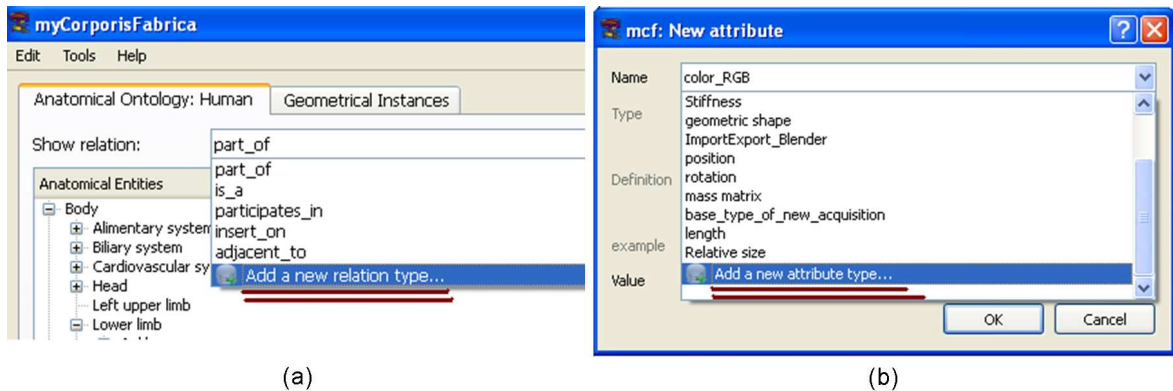 myCorporisFabrica
Edit Tools Help
Anatomical Ontology: Human Geometrical Instances
Show relation: part_of
part_of
is_a
participates_in
insert_on
adjacent_to
Add a new relation type...
Anatomical Entities
Body
Alimentary system
Biliary system
Cardiovascular sy
Head
Left upper limb
Lower limb
(a)
mcf: New attribute
Name color_RGB
Type
Definition
example
Value
Stiffness
geometric shape
ImportExport_Blender
position
rotation
mass matrix
base_type_of_new_acquisition
length
Relative size
Add a new attribute type...
OK Cancel
(b)